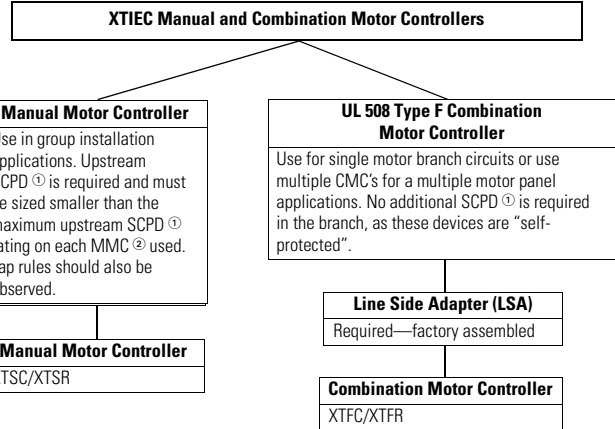 XTIEC Manual and Combination Motor Controllers
Manual Motor Controller
Use in group installation
pplications. Upstream
CPD ① is required and must
e sized smaller than the
maximum upstream SCPD ①
ating on each MMC ② used.
ap rules should also be
bserved.
Manual Motor Controller
TSC/XTSR
UL 508 Type F Combination
Motor Controller
Use for single motor branch circuits or use
multiple CMC's for a multiple motor panel
applications. No additional SCPD ① is required
in the branch, as these devices are “self-
protected”.
Line Side Adapter (LSA)
Required—factory assembled
Combination Motor Controller
XTFC/XTFR